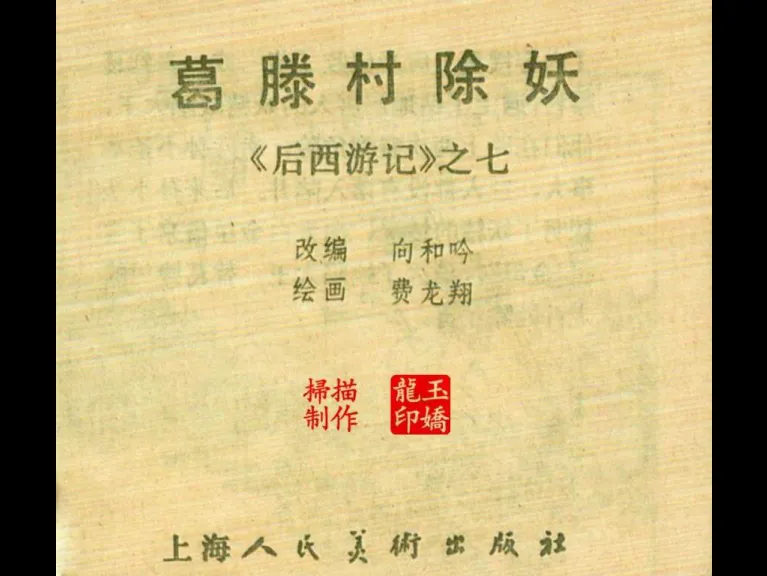 葛滕村除妖
《后西游记》之七
改编 向和吟
绘画 费龙翔
掃描
制作
玉嬌
龍印
上海人民美術出版社